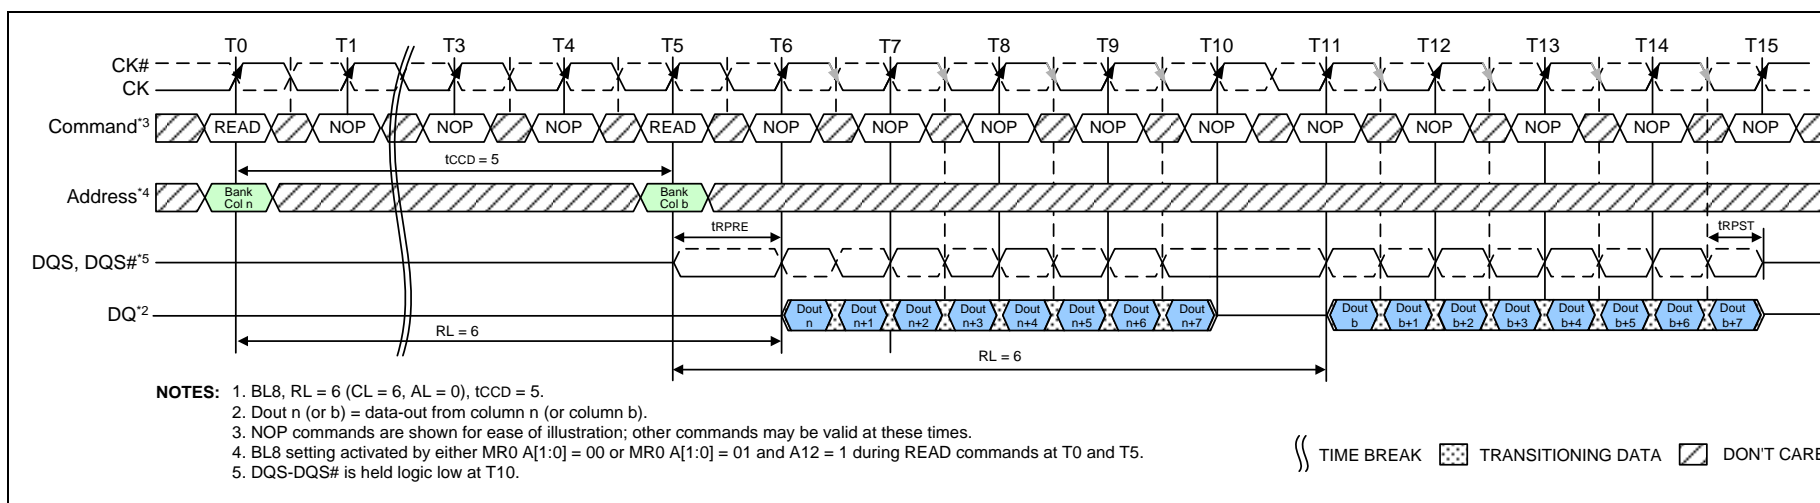 T0 T1 T3 T4 T5 T6 T7 T8 T9 T10 T11 T12 T13 T14 T15
CK#
CK
Command*3 READ NOP NOP NOP READ NOP NOP NOP NOP NOP NOP NOP NOP NOP NOP
tCCD = 5
Address*4 Bank Col n Bank Col b
tRPRE tRPST
DQS, DQS#*5
DQ*2 Dout n Dout n+1 Dout n+2 Dout n+3 Dout n+4 Dout n+5 Dout n+6 Dout n+7 Dout b Dout b+1 Dout b+2 Dout b+3 Dout b+4 Dout b+5 Dout b+6 Dout b+7
RL = 6
RL = 6
NOTES: 1. BL8, RL = 6 (CL = 6, AL = 0), tCCD = 5.
2. Dout n (or b) = data-out from column n (or column b).
3. NOP commands are shown for ease of illustration; other commands may be valid at these times.
4. BL8 setting activated by either MR0 A[1:0] = 00 or MR0 A[1:0] = 01 and A12 = 1 during READ commands at T0 and T5.
5. DQS-DQS# is held logic low at T10.
TIME BREAK TRANSITIONING DATA DON'T CARE